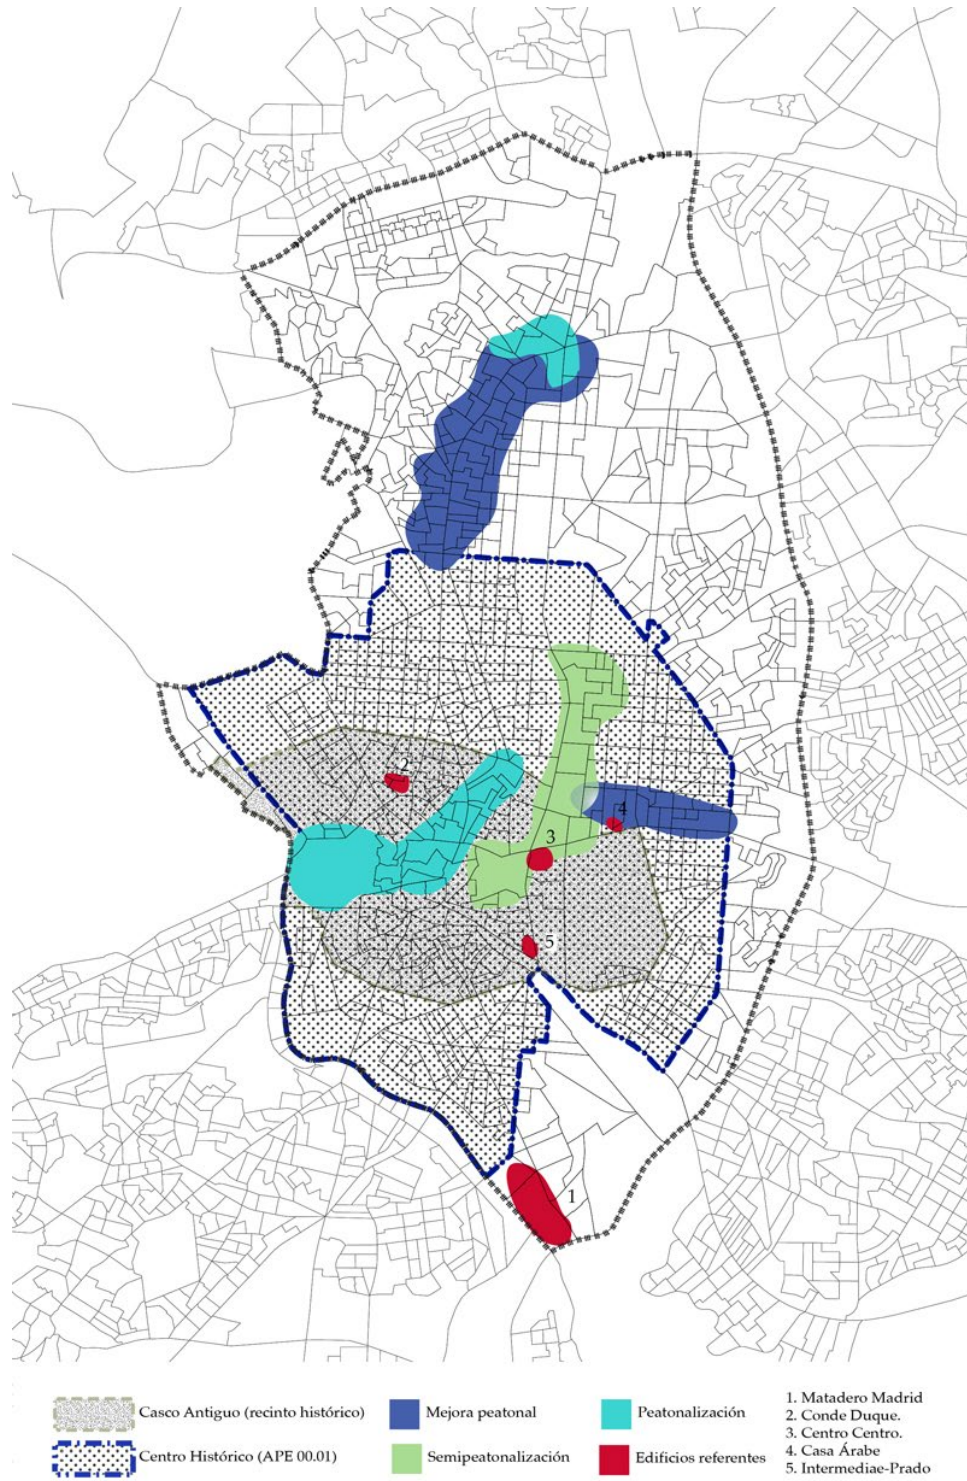 2
4
3
5
1
Casco Antiguo (recinto histórico)
Mejora peatonal
Peatonalización
Centro Histórico (APE 00.01)
Semipeatonalización
Edificios referentes
1. Matadero Madrid
2. Conde Duque.
3. Centro Centro.
4. Casa Árabe
5. Intermediae-Prado